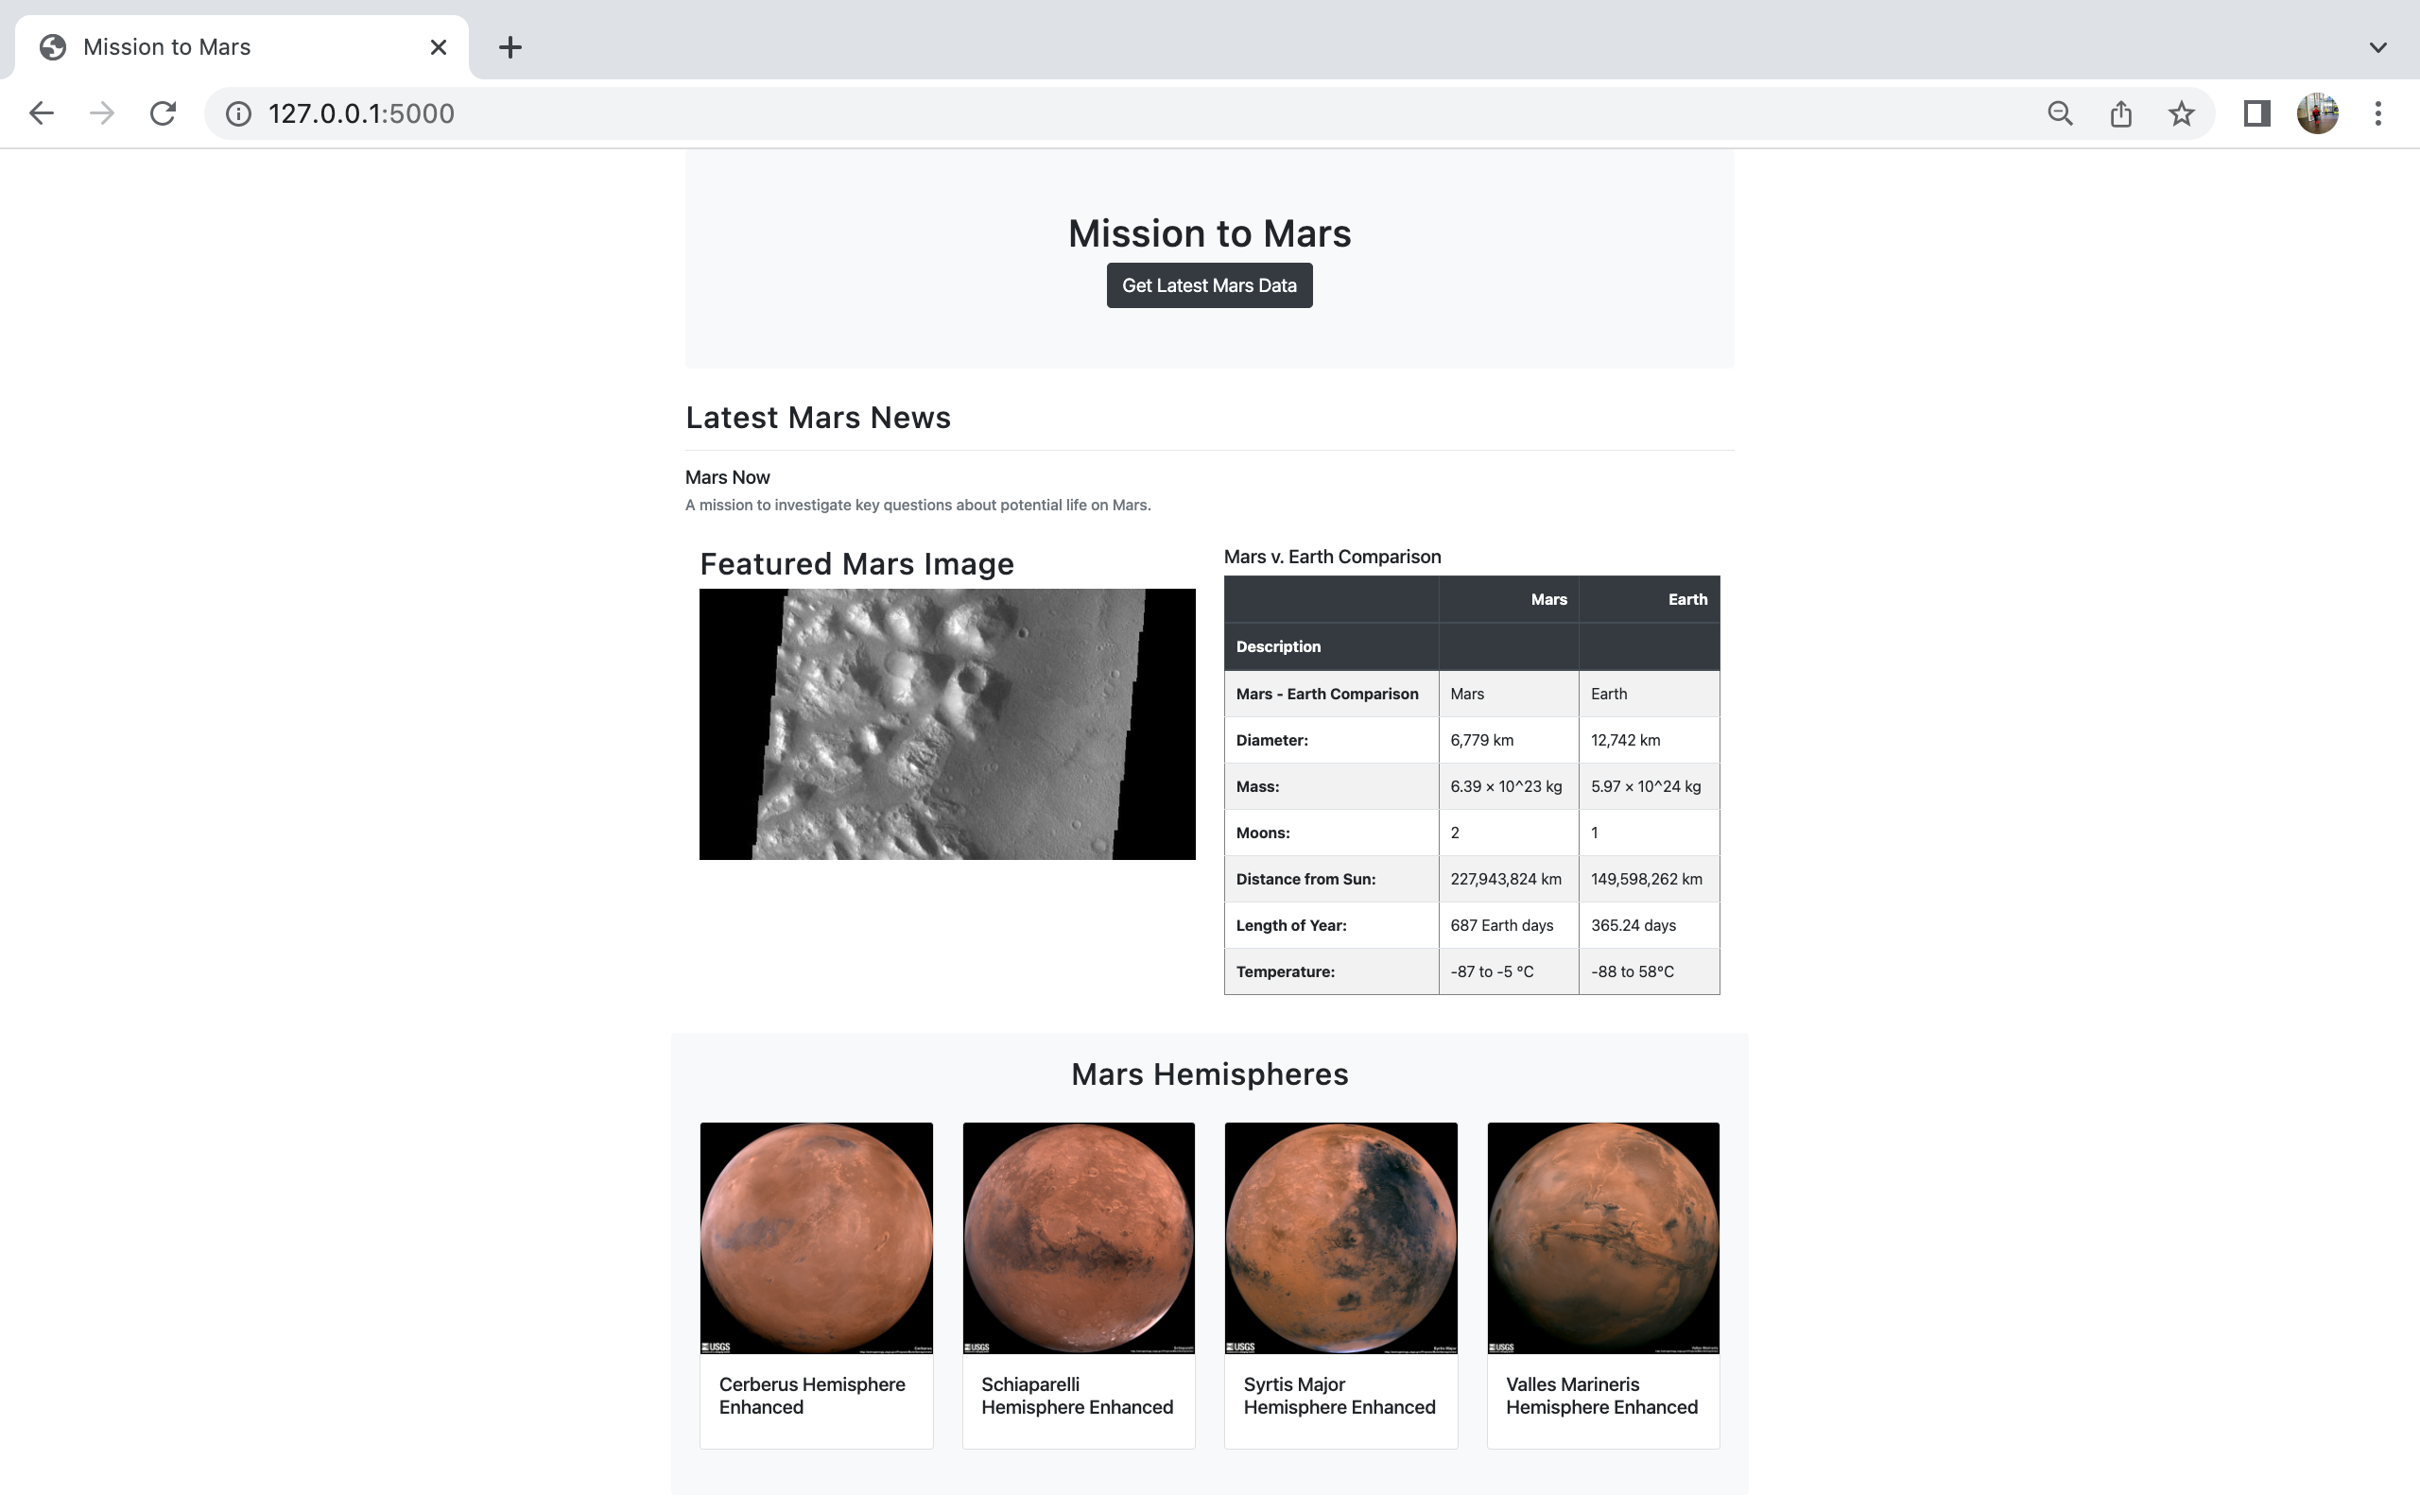 Mission to Mars
127.0.0.1:5000
Mission to Mars
Get Latest Mars Data
Latest Mars News
Mars Now
A mission to investigate key questions about potential life on Mars.
Featured Mars Image
Mars v. Earth Comparison
Mars Earth
Description
Mars - Earth Comparison Mars Earth
Diameter: 6,779 km 12,742 km
Mass: 6.39 × 10^23 kg 5.97 × 10^24 kg
Moons: 2 1
Distance from Sun: 227,943,824 km 149,598,262 km
Length of Year: 687 Earth days 365.24 days
Temperature: -87 to -5 °C -88 to 58°C
Mars Hemispheres
USGS
USGS
USGS
USGS
Cerberus Hemisphere
Enhanced
Schiaparelli
Hemisphere Enhanced
Syrtis Major
Hemisphere Enhanced
Valles Marineris
Hemisphere Enhanced